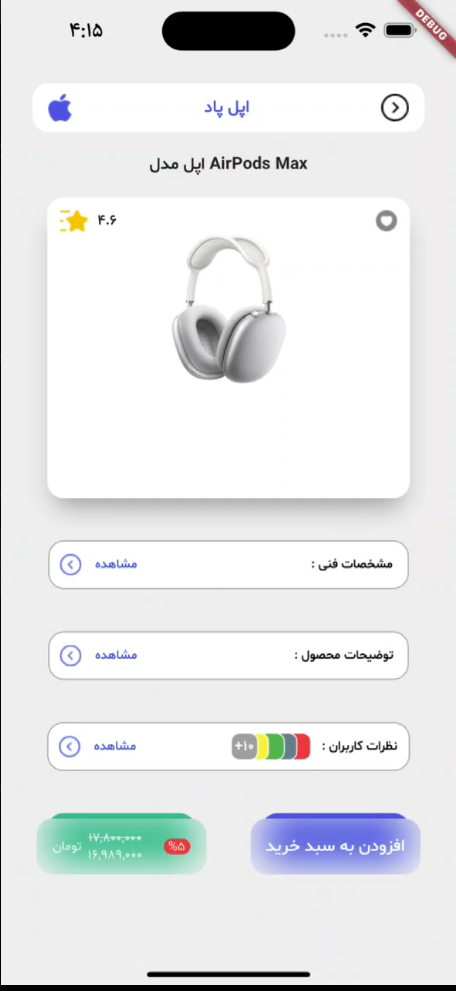 ۴:۱۵
DEBUG
اپل پاد
اپل مدل AirPods Max
۴.۶
مشخصات فنی :
مشاهده
توضیحات محصول :
مشاهده
نظرات کاربران :
+۱۰
مشاهده
افزودن به سبد خرید
%۵
۱۷,۸۰۰,۰۰۰
۱۶,۹۸۹,۰۰۰
تومان